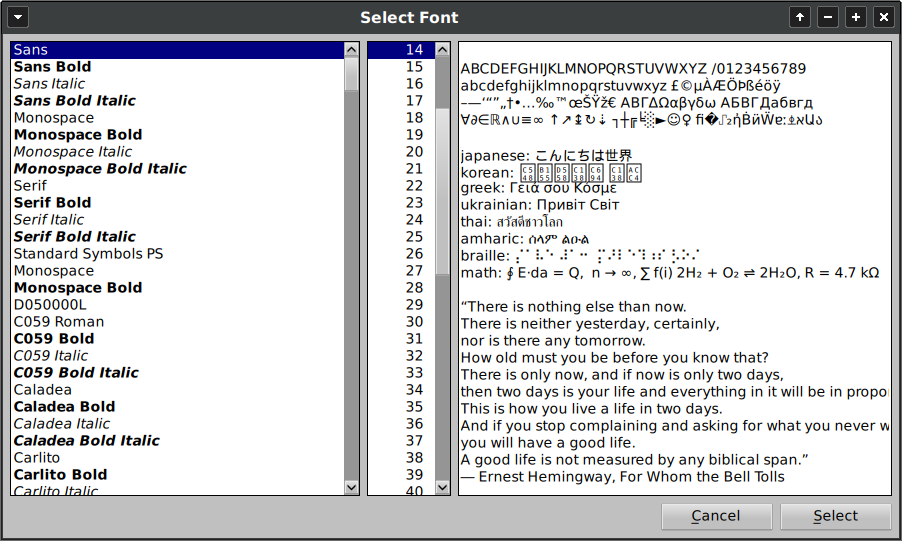 Select Font
Sans
Sans Bold
Sans Italic
Sans Bold Italic
Monospace
Monospace Bold
Monospace Italic
Monospace Bold Italic
Serif
Serif Bold
Serif Italic
Serif Bold Italic
Standard Symbols PS
Monospace
Monospace Bold
D050000L
C059 Roman
C059 Bold
C059 Italic
C059 Bold Italic
Caladea
Caladea Bold
Caladea Italic
Caladea Bold Italic
Carlito
Carlito Bold
Carlito Italic
14
15
16
17
18
19
20
21
22
23
24
25
26
27
28
29
30
31
32
33
34
35
36
37
38
39
40
ABCDEFGHIJKLMNOPQRSTUVWXYZ /0123456789
abcdefghijklmnopqrstuvwxyz £©µÀÆÖÞßéöÿ
–—‘“”„†•…‰™œŠŸž€ ΑΒΓΔΩαβγδω АБВГДабвгд
∀∂∈ℝ∧∪≡∞ ↑↗↨↻⇣ ┐┼╔╘░►☺♀
japanese: こんにちは世界
korean:
greek: Γειά σου Κόσμε
ukrainian: Привіт Світ
thai: สวัสดีชาวโลก
amharic: ሰላም ልዑል
braille:
math: ∮ E⋅da = Q, n → ∞, ∑ f(i) 2H₂ + O₂ ⇌ 2H₂O, R = 4.7 kΩ
“There is nothing else than now.
There is neither yesterday, certainly,
nor is there any tomorrow.
How old must you be before you know that?
There is only now, and if now is only two days,
then two days is your life and everything in it will be in propo
This is how you live a life in two days.
And if you stop complaining and asking for what you never w
you will have a good life.
A good life is not measured by any biblical span.”
― Ernest Hemingway, For Whom the Bell Tolls
Cancel
Select